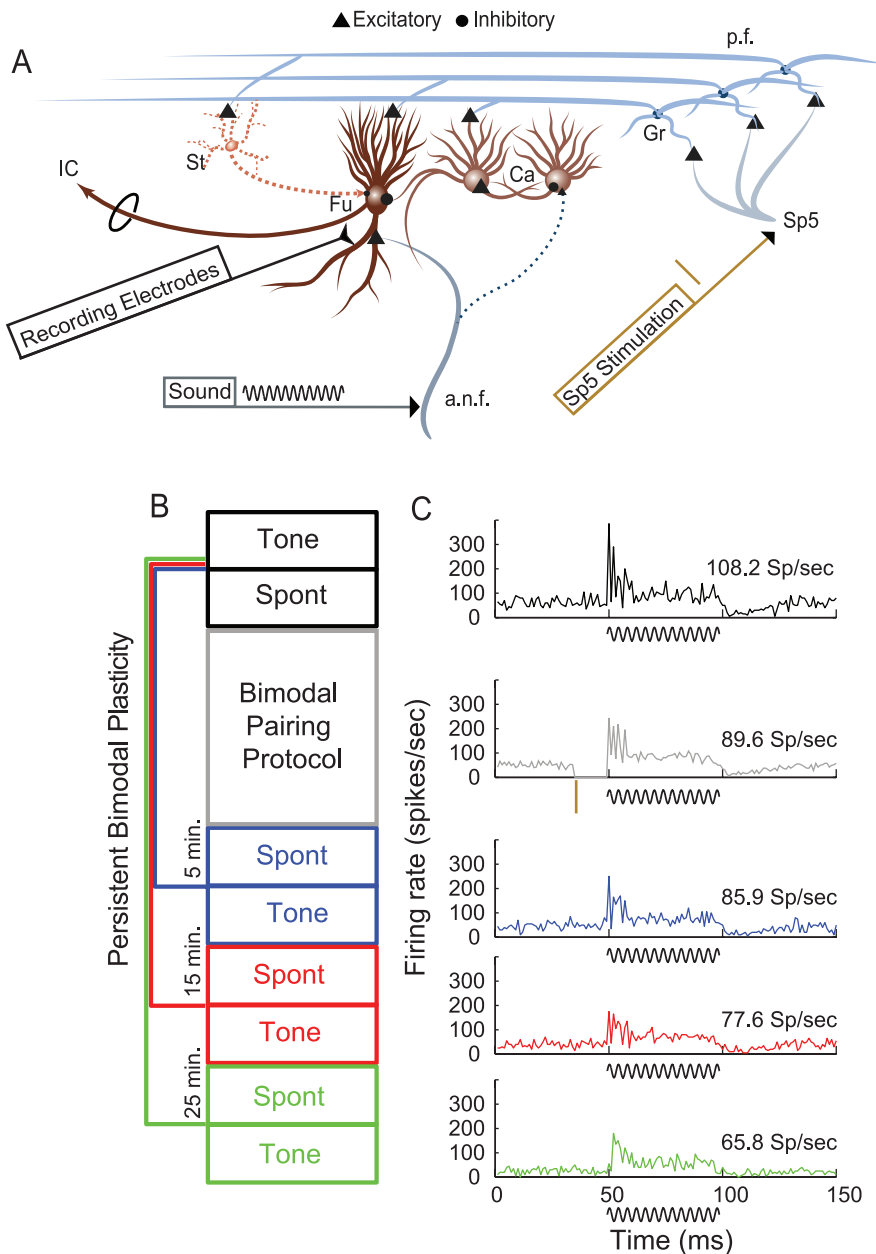 Excitatory Inhibitory
A
p.f.
Gr
St
IC
Fu
Ca
Sp5
Recording Electrodes
Sp5 Stimulation
Sound
a.n.f.
B
Tone
Spont
Bimodal
Pairing
Protocol
Spont
Tone
Spont
Tone
Spont
Tone
Persistent Bimodal Plasticity
5 min.
15 min.
25 min.
C
Firing rate (spikes/sec)
300
200
100
0
108.2 Sp/sec
300
200
100
0
89.6 Sp/sec
300
200
100
0
85.9 Sp/sec
300
200
100
0
77.6 Sp/sec
300
200
100
0
65.8 Sp/sec
0 50 100 150
Time (ms)